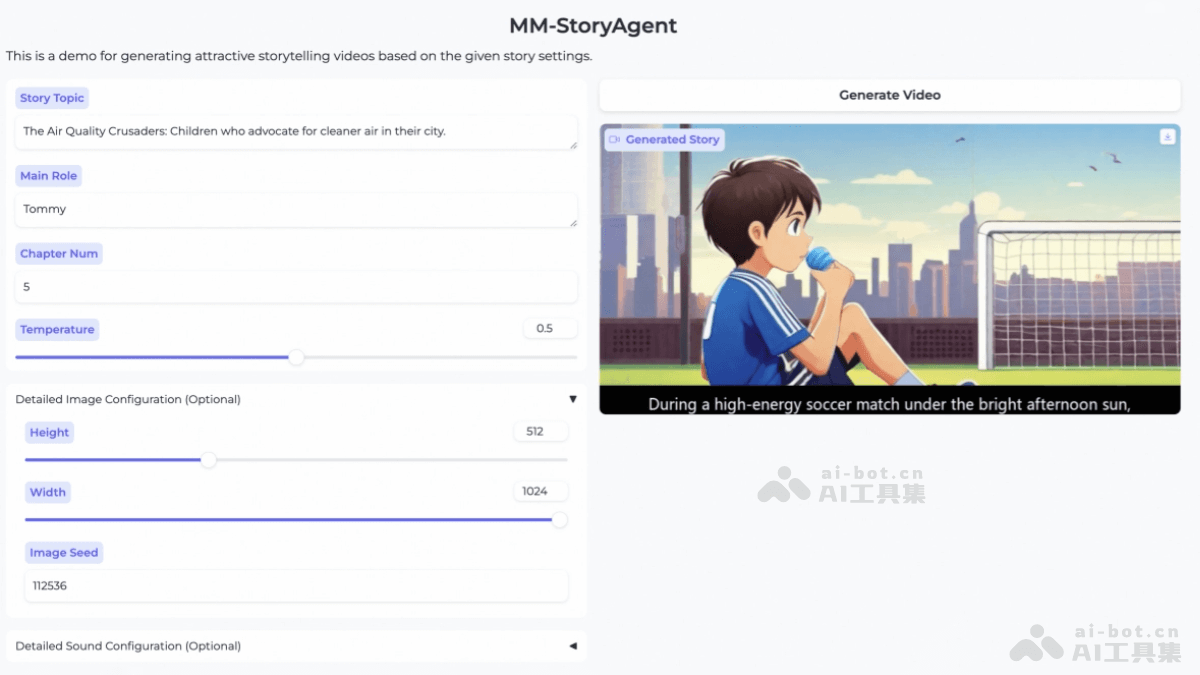 MM-StoryAgent
This is a demo for generating attractive storytelling videos based on the given story settings.
Story Topic
The Air Quality Crusaders: Children who advocate for cleaner air in their city.
Main Role
Tommy
Chapter Num
5
Temperature
0.5
Detailed Image Configuration (Optional)
Height
512
Width
1024
Image Seed
112536
Detailed Sound Configuration (Optional)
Generate Video
Generated Story
During a high-energy soccer match under the bright afternoon sun,
ai-bot.cn
AI工具集
ai-bot.cn
AI工具集